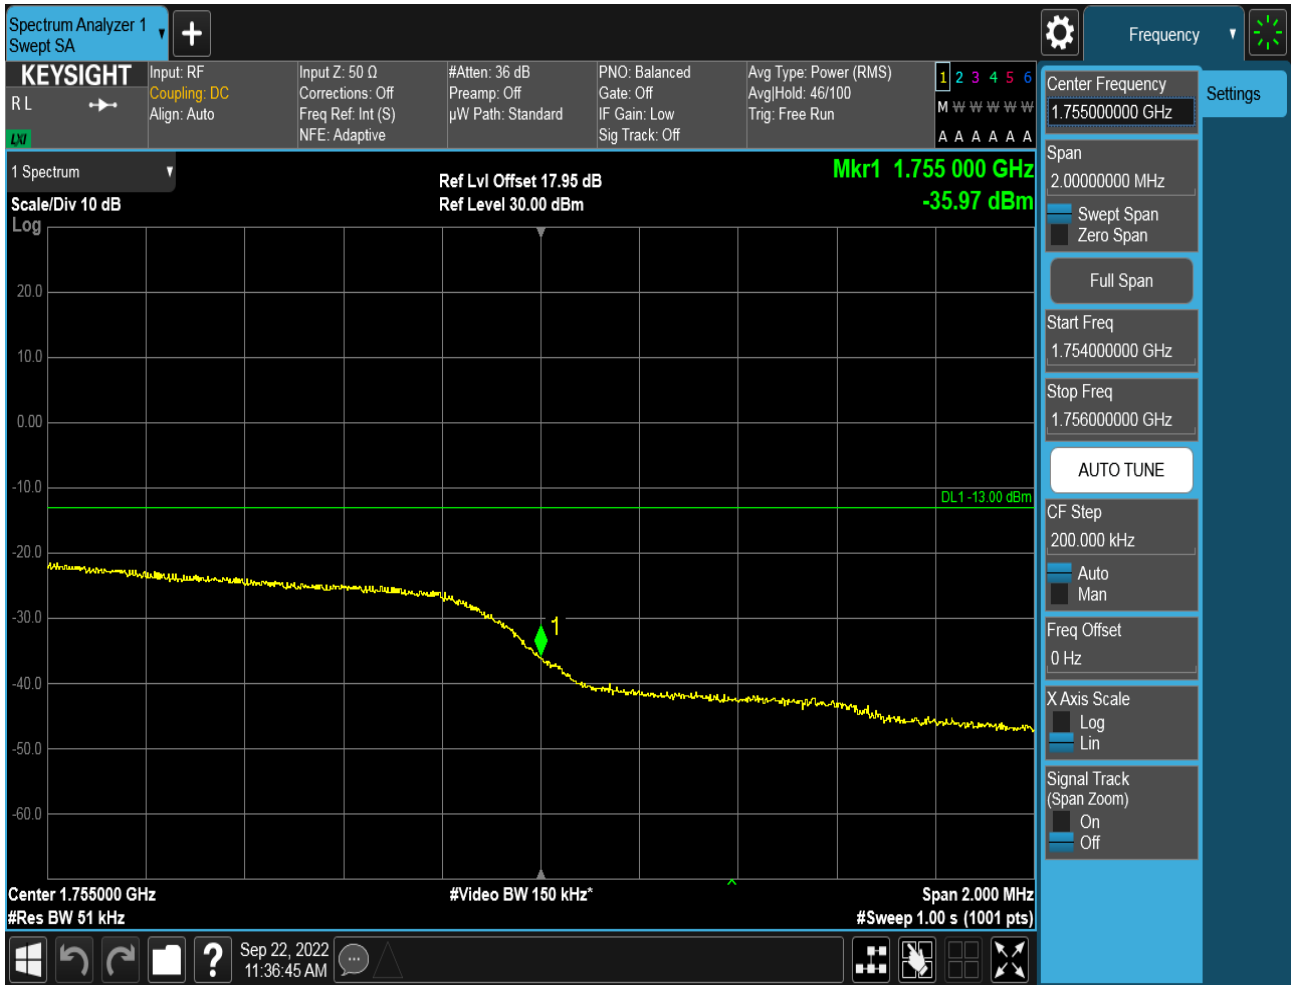 Spectrum Analyzer 1
Swept SA
Frequency
KEYSIGHT
R L
LXI
Input: RF
Coupling: DC
Align: Auto
Input Z: 50 Ω
Corrections: Off
Freq Ref: Int (S)
NFE: Adaptive
#Atten: 36 dB
Preamp: Off
µW Path: Standard
PNO: Balanced
Gate: Off
IF Gain: Low
Sig Track: Off
Avg Type: Power (RMS)
Avg|Hold: 46/100
Trig: Free Run
1 2 3 4 5 6
M W W W W W
A A A A A A
1 Spectrum
Scale/Div 10 dB
Log
Ref Lvl Offset 17.95 dB
Ref Level 30.00 dBm
Mkr1 1.755 000 GHz
-35.97 dBm
20.0
10.0
0.00
-10.0
DL1 -13.00 dBm
-20.0
-30.0
1
-40.0
-50.0
-60.0
Center 1.755000 GHz
#Video BW 150 kHz*
Span 2.000 MHz
#Res BW 51 kHz
#Sweep 1.00 s (1001 pts)
Sep 22, 2022
11:36:45 AM
Center Frequency
1.755000000 GHz
Settings
Span
2.00000000 MHz
Swept Span
Zero Span
Full Span
Start Freq
1.754000000 GHz
Stop Freq
1.756000000 GHz
AUTO TUNE
CF Step
200.000 kHz
Auto
Man
Freq Offset
0 Hz
X Axis Scale
Log
Lin
Signal Track
(Span Zoom)
On
Off